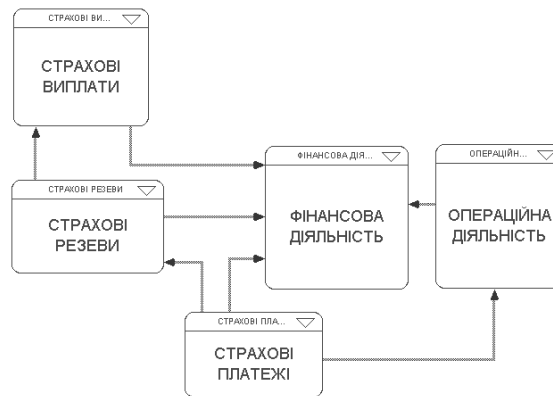 СТРАХОВІ ВИ...
СТРАХОВІ
ВИПЛАТИ
ФІНАНСОВА ДІЯ...
ФІНАНСОВА
ДІЯЛЬНІСТЬ
ОПЕРАЦІЙН...
ОПЕРАЦІЙНА
ДІЯЛЬНІСТЬ
СТРАХОВІ РЕЗЕВИ
СТРАХОВІ
РЕЗЕВИ
СТРАХОВІ ПЛА...
СТРАХОВІ
ПЛАТЕЖІ